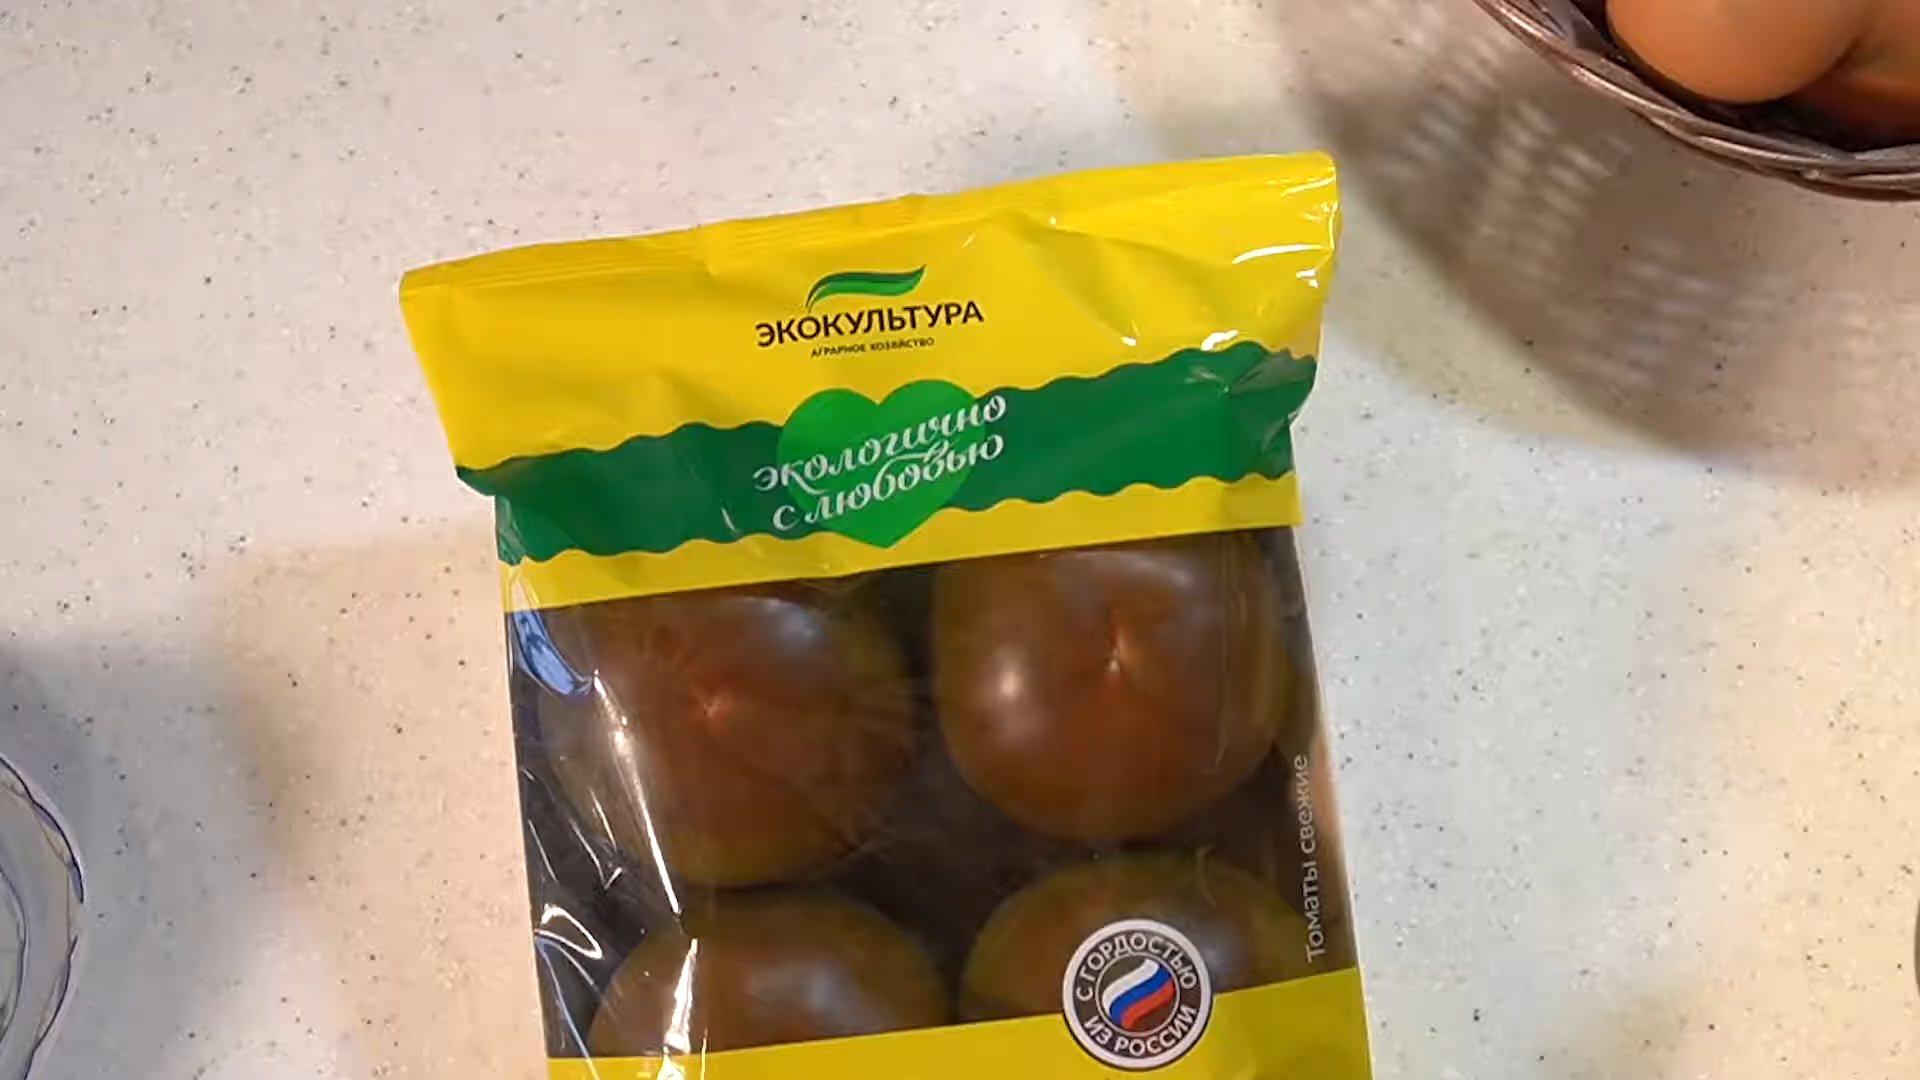 ЭКОКУЛЬТУРА
АГРАРНОЕ ХОЗЯЙСТВО
экологично
с любовью
Томаты свежие
С ГОРДОСТЬЮ
ИЗ РОССИИ